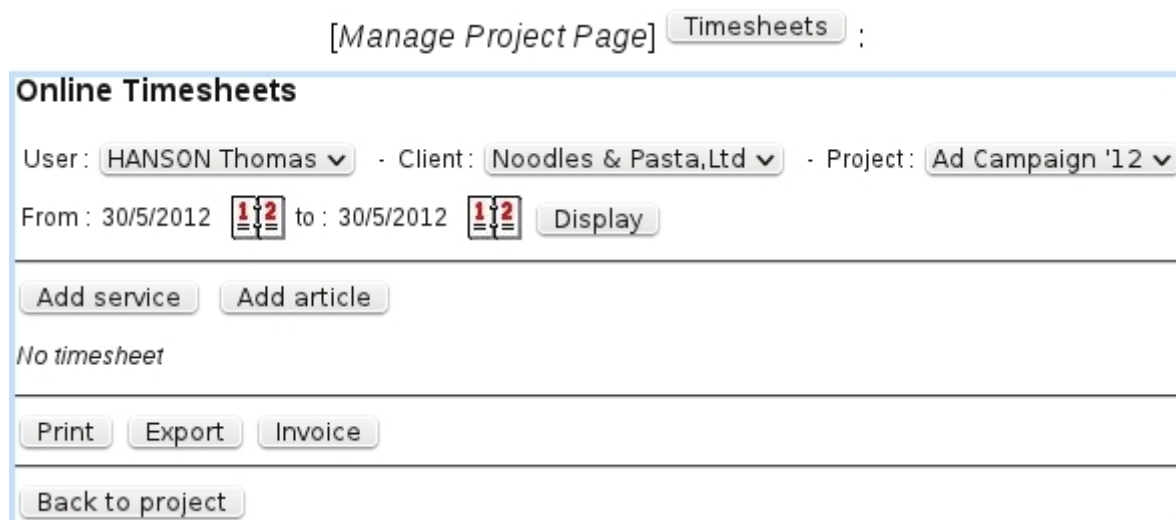 [Manage Project Page] Timesheets :
Online Timesheets
User : HANSON Thomas - Client : Noodles & Pasta,Ltd - Project : Ad Campaign '12
From : 30/5/2012 12 to : 30/5/2012 12 Display
Add service Add article
No timesheet
Print Export Invoice
Back to project